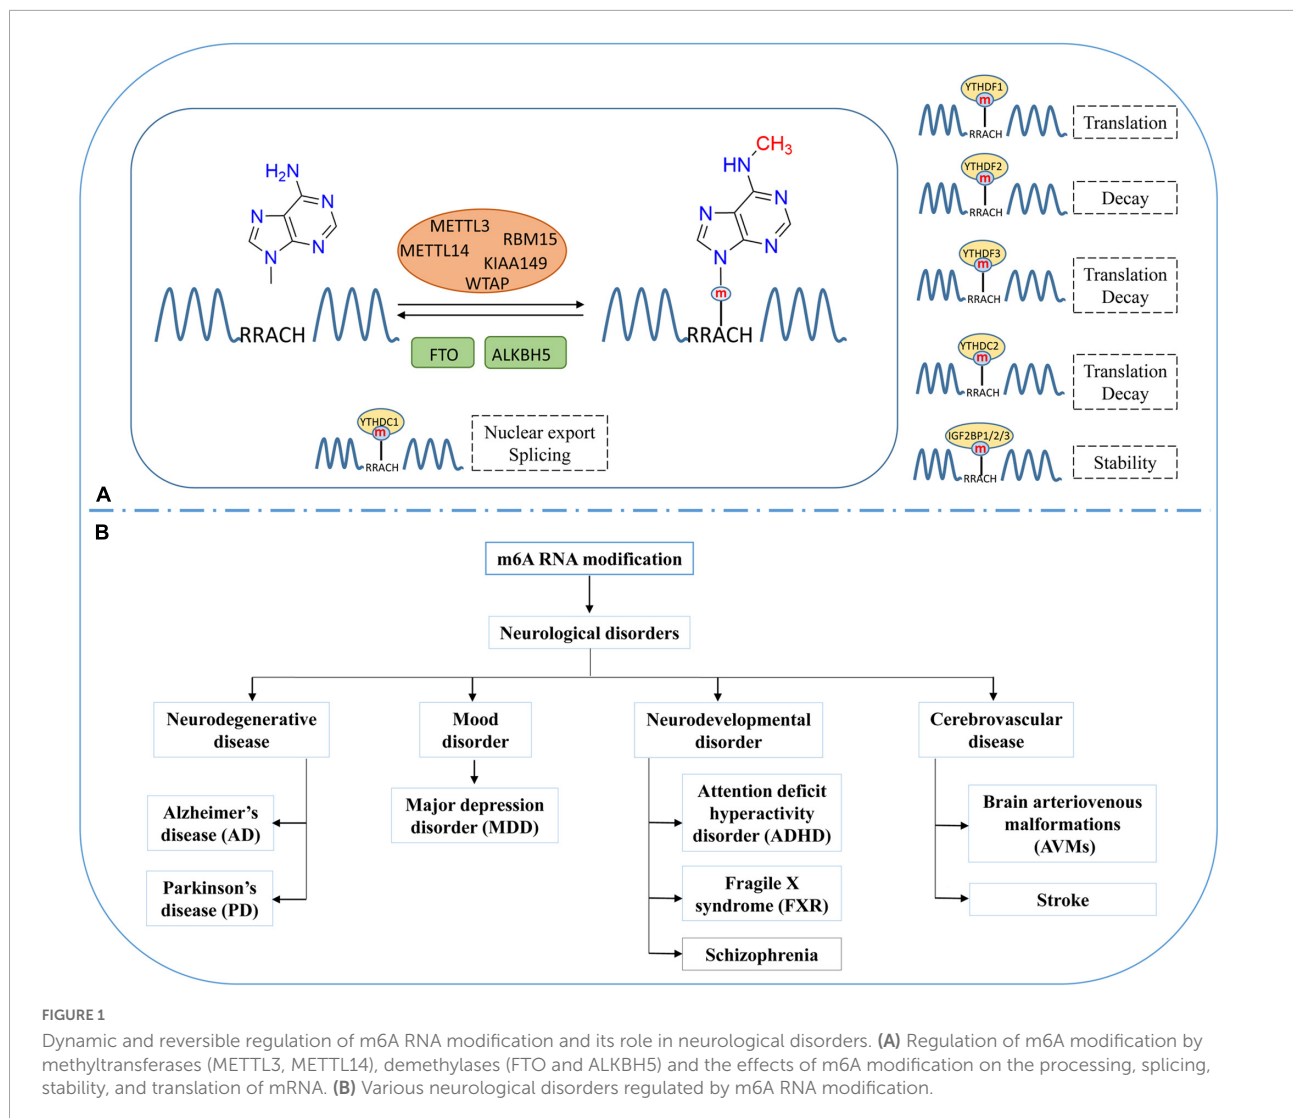 H₂N
N
N
N
N
RRACH
METTL3
RBM15
METTL14
KIAA149
WTAP
FTO
ALKBH5
CH₃
HN
N
N
N
N
m
RRACH
YTHDC1
m
RRACH
Nuclear export
Splicing
YTHDF1
m
RRACH
Translation
YTHDF2
m
RRACH
Decay
YTHDF3
m
RRACH
Translation
Decay
YTHDC2
m
RRACH
Translation
Decay
IGF2BP1/2/3
m
RRACH
Stability
A
B
m6A RNA modification
Neurological disorders
Neurodegenerative
disease
Alzheimer's
disease (AD)
Parkinson's
disease (PD)
Mood
disorder
Major depression
disorder (MDD)
Neurodevelopmental
disorder
Attention deficit
hyperactivity
disorder (ADHD)
Fragile X
syndrome (FXR)
Schizophrenia
Cerebrovascular
disease
Brain arteriovenous
malformations
(AVMs)
Stroke
FIGURE 1
Dynamic and reversible regulation of m6A RNA modification and its role in neurological disorders. (A) Regulation of m6A modification by
methyltransferases (METTL3, METTL14), demethylases (FTO and ALKBH5) and the effects of m6A modification on the processing, splicing,
stability, and translation of mRNA. (B) Various neurological disorders regulated by m6A RNA modification.